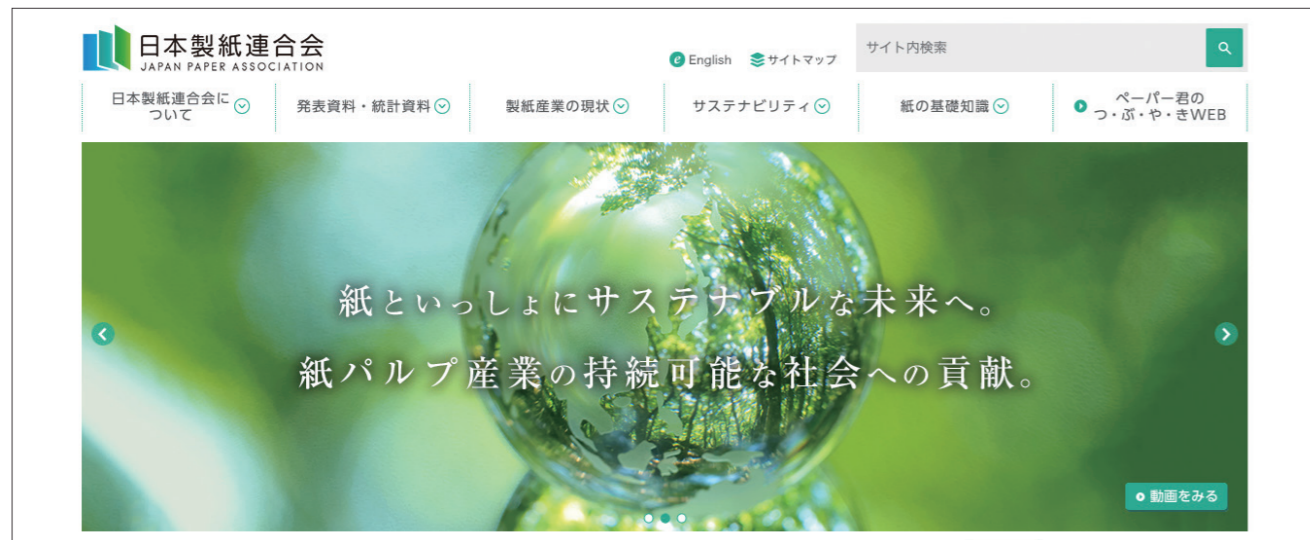 日本製紙連合会
JAPAN PAPER ASSOCIATION
English
サイトマップ
サイト内検索
日本製紙連合会に
ついて
発表資料・統計資料
製紙産業の現状
サステナビリティ
紙の基礎知識
ペーパー君の
つ・ぶ・や・きWEB
紙といっしょにサステナブルな未来へ。
紙パルプ産業の持続可能な社会への貢献。
動画をみる